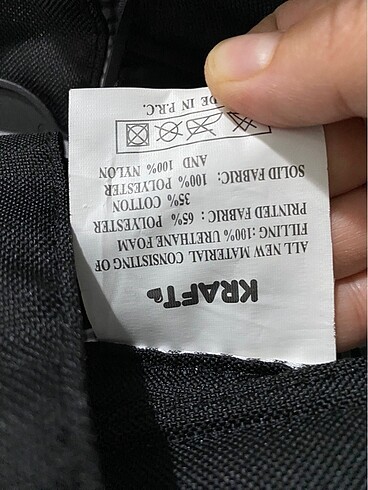 KRAFT
ALL NEW MATERIAL CONSISTING OF
FILLING :100% URETHANE FOAM
PRINTED FABRIC : 65% POLYESTER
35% COTTON
SOLID FABRIC: 100% POLYESTER
AND 100% NYLON
DE IN P.R.C.